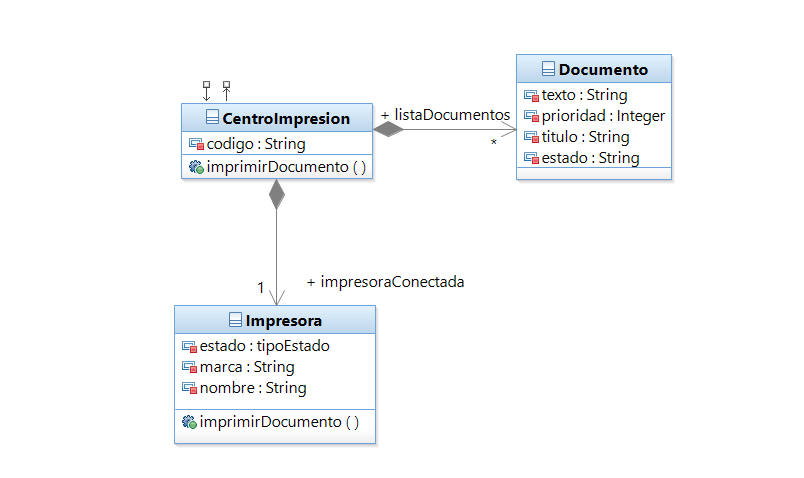 Documento
texto : String
prioridad : Integer
titulo : String
estado : String
+ listaDocumentos
*
CentroImpresion
codigo : String
imprimirDocumento ( )
1
+ impresoraConectada
Impresora
estado : tipoEstado
marca : String
nombre : String
imprimirDocumento ( )